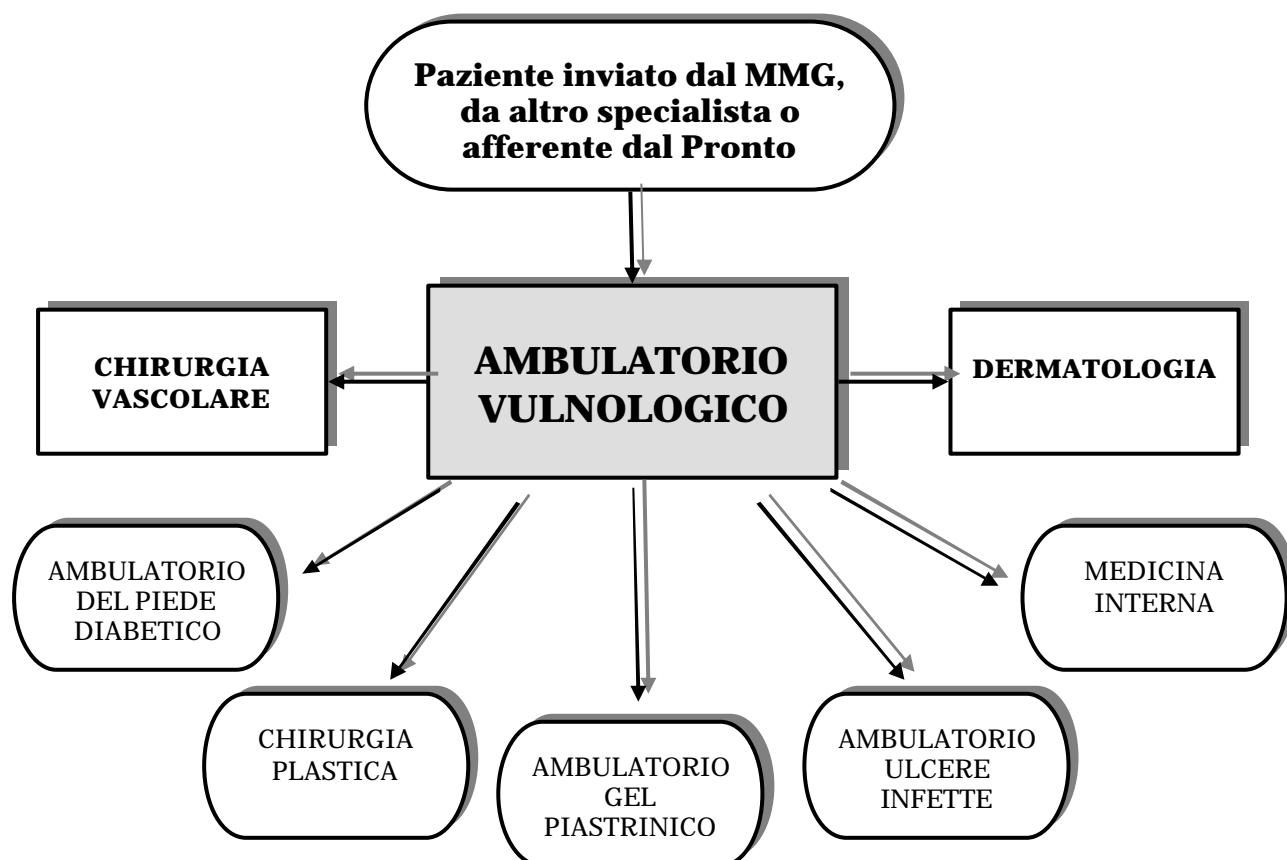 Paziente inviato dal MMG,
da altro specialista o
afferente dal Pronto
CHIRURGIA
VASCOLARE
AMBULATORIO
VULNOLOGICO
DERMATOLOGIA
AMBULATORIO
DEL PIEDE
DIABETICO
MEDICINA
INTERNA
CHIRURGIA
PLASTICA
AMBULATORIO
GEL
PIASTRINICO
AMBULATORIO
ULCERE
INFETTE